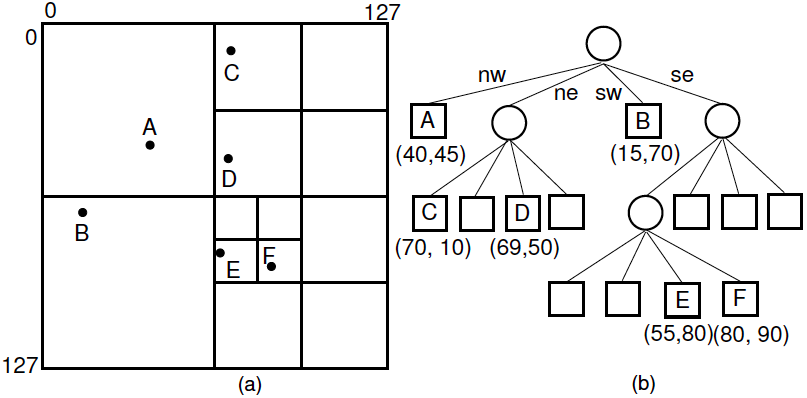 0
127
0
A
B
C
D
E
F
127
(a)
nw
ne
sw
se
A
(40,45)
B
(15,70)
C
(70, 10)
D
(69,50)
E
(55,80)
F
(80, 90)
(b)